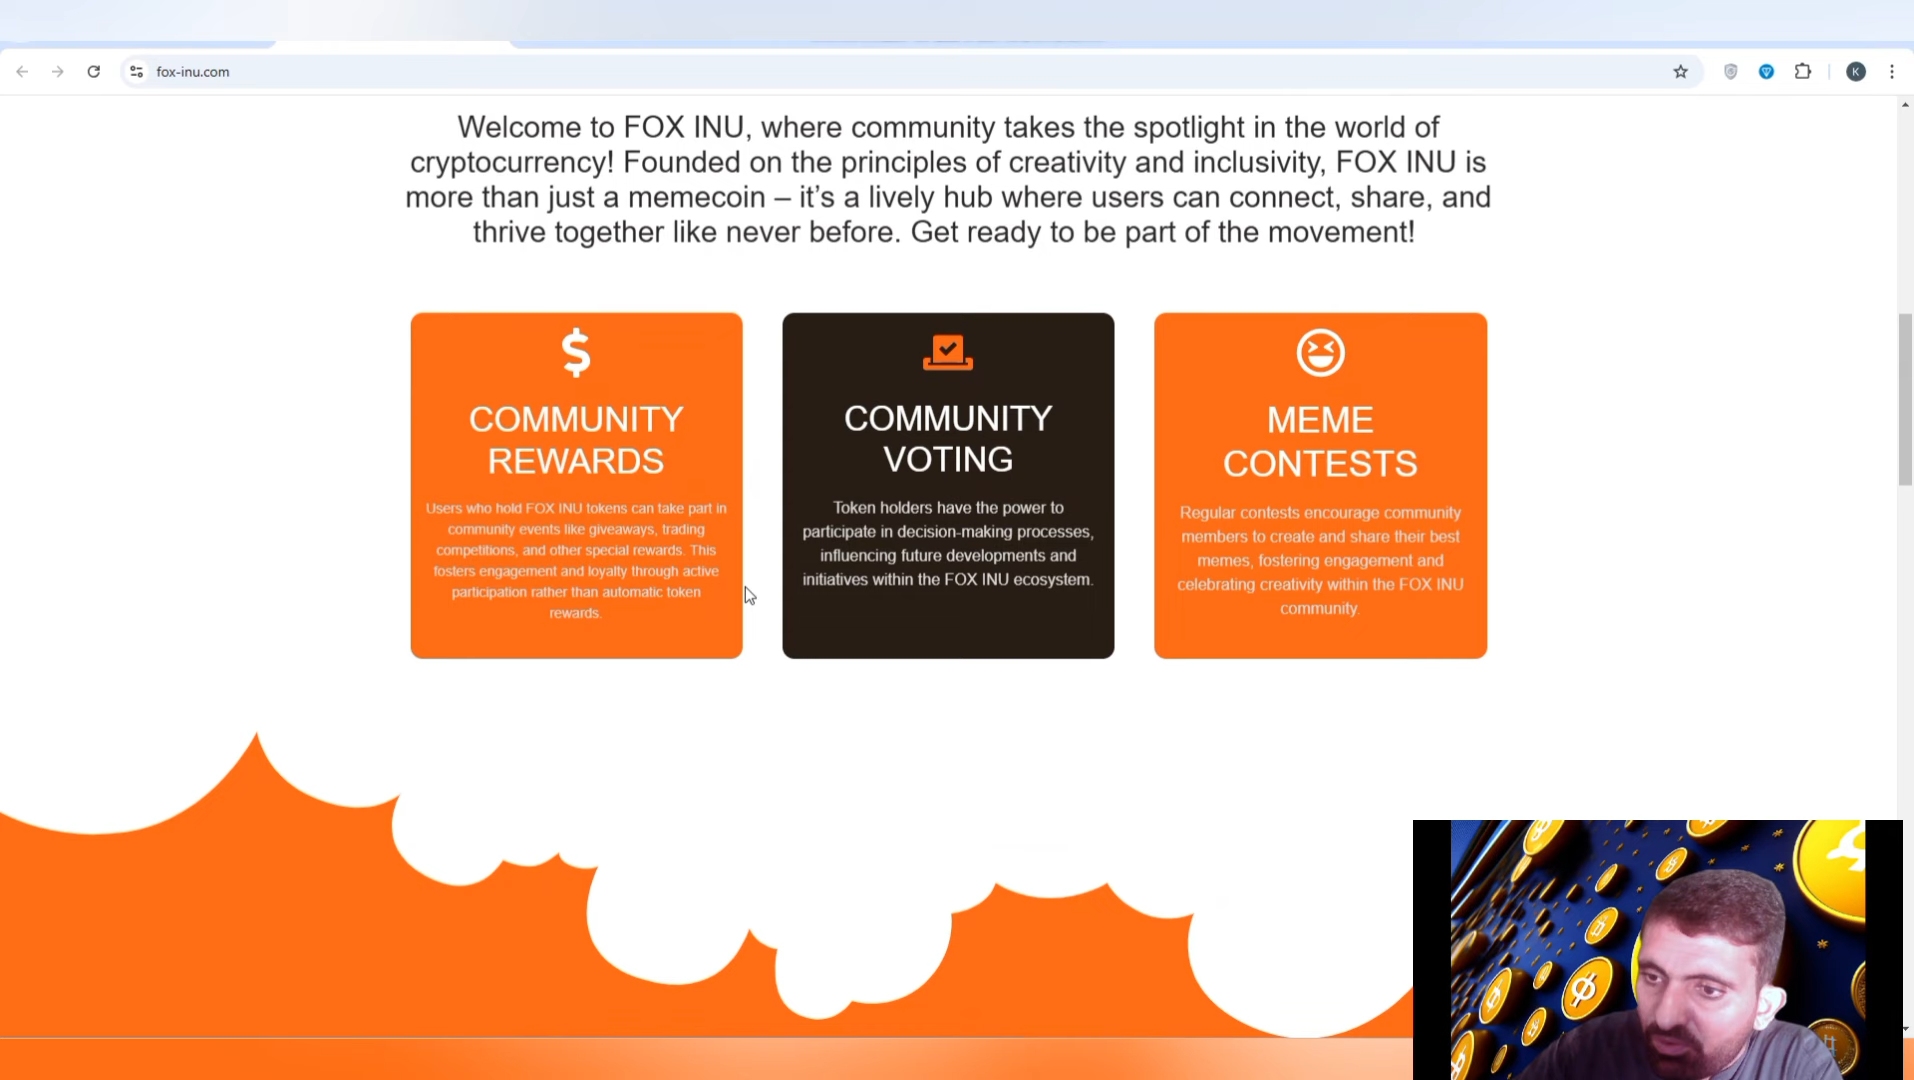 fox-inu.com
K
Welcome to FOX INU, where community takes the spotlight in the world of
cryptocurrency! Founded on the principles of creativity and inclusivity, FOX INU is
more than just a memecoin – it’s a lively hub where users can connect, share, and
thrive together like never before. Get ready to be part of the movement!
COMMUNITY
REWARDS
Users who hold FOX INU tokens can take part in
community events like giveaways, trading
competitions, and other special rewards. This
fosters engagement and loyalty through active
participation rather than automatic token
rewards.
COMMUNITY
VOTING
Token holders have the power to
participate in decision-making processes,
influencing future developments and
initiatives within the FOX INU ecosystem.
MEME
CONTESTS
Regular contests encourage community
members to create and share their best
memes, fostering engagement and
celebrating creativity within the FOX INU
community.